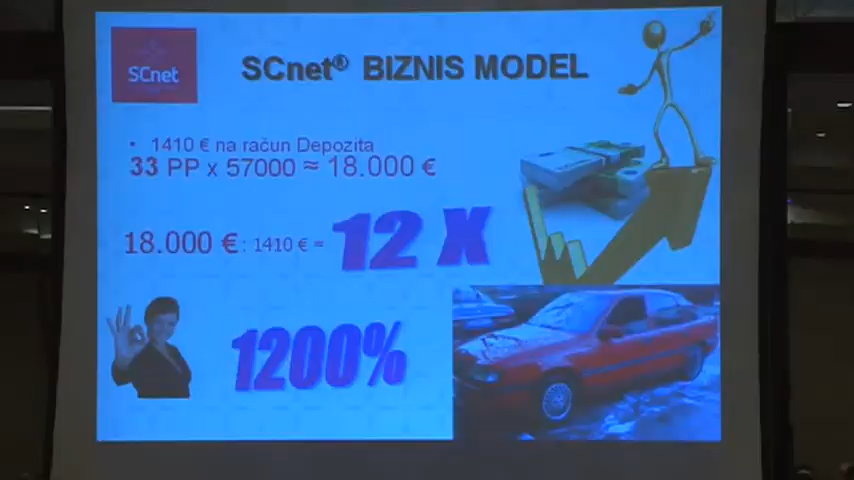 SCnet
SCnet® BIZNIS MODEL
• 1410 € na račun Depozita
33 PP x 57000 ≈ 18.000 €
18.000 € : 1410 € = 12 X
1200%